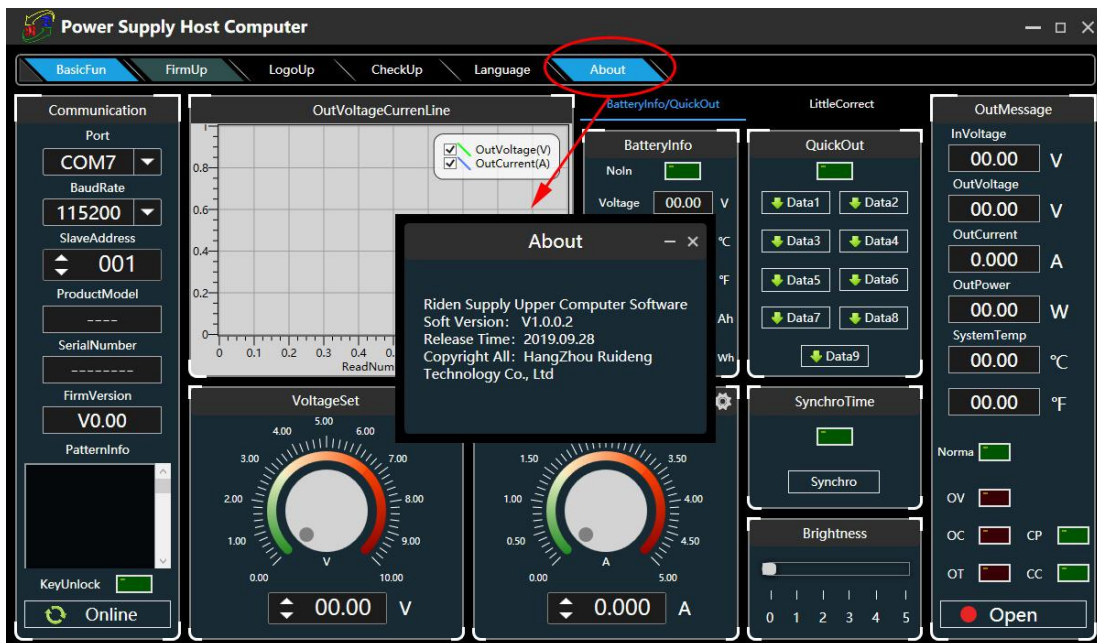 Power Supply Host Computer
BasicFun
FirmUp
LogoUp
CheckUp
Language
About
Communication
Port
COM7
BaudRate
115200
SlaveAddress
001
ProductModel
----
SerialNumber
--------
FirmVersion
V0.00
PatternInfo
KeyUnlock
Online
OutVoltageCurrenLine
OutVoltage(V)
OutCurrent(A)
1
0.8
0.6
0.4
0.2
0
0 0.1 0.2 0.3 0.4 0.
ReadNum
BatteryInfo/QuickOut
LittleCorrect
BatteryInfo
NoIn
Voltage 00.00 V
℃
℉
Ah
Wh
QuickOut
Data1 Data2
Data3 Data4
Data5 Data6
Data7 Data8
Data9
About
Riden Supply Upper Computer Software
Soft Version: V1.0.0.2
Release Time: 2019.09.28
Copyright All: HangZhou Ruideng
Technology Co., Ltd
VoltageSet
0.00 1.00 2.00 3.00 4.00 5.00 6.00 7.00 8.00 9.00 10.00
V
00.00 V
0.00 0.50 1.00 1.50 3.50 4.00 4.50 5.00
A
0.000 A
SynchroTime
Synchro
Brightness
0 1 2 3 4 5
OutMessage
InVoltage
00.00 V
OutVoltage
00.00 V
OutCurrent
0.000 A
OutPower
00.00 W
SystemTemp
00.00 ℃
00.00 ℉
Norma
OV
OC CP
OT CC
Open